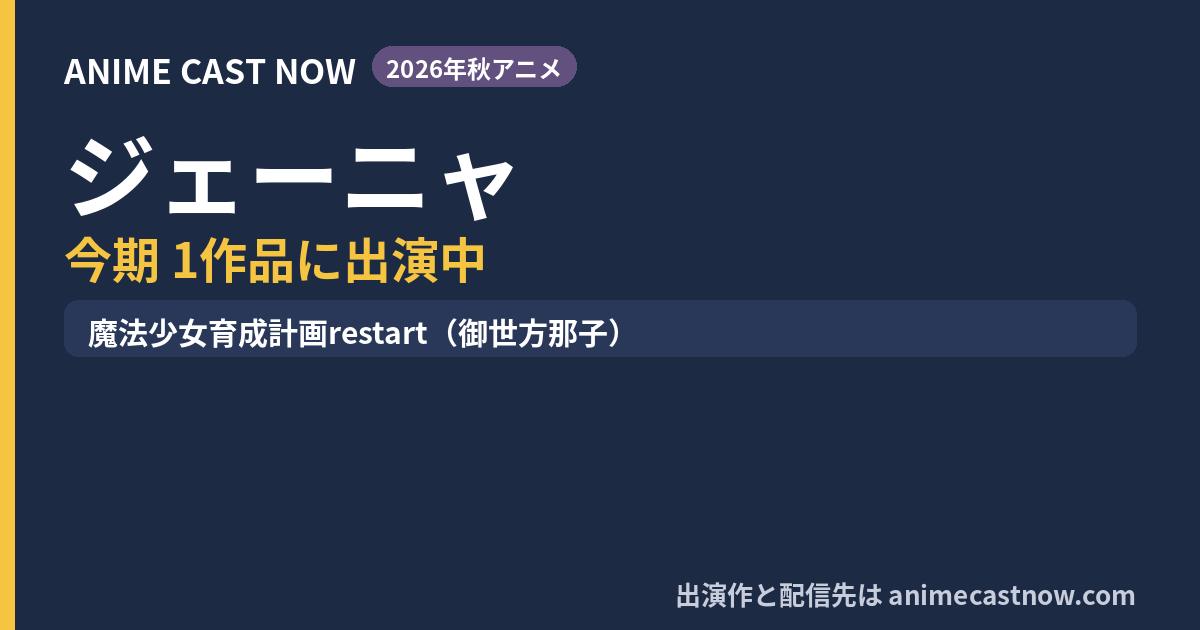 ANIME CAST NOW 2026年秋アニメ
ジェーニャ
今期 1作品に出演中
魔法少女育成計画restart（御世方那子）
出演作と配信先は animecastnow.com